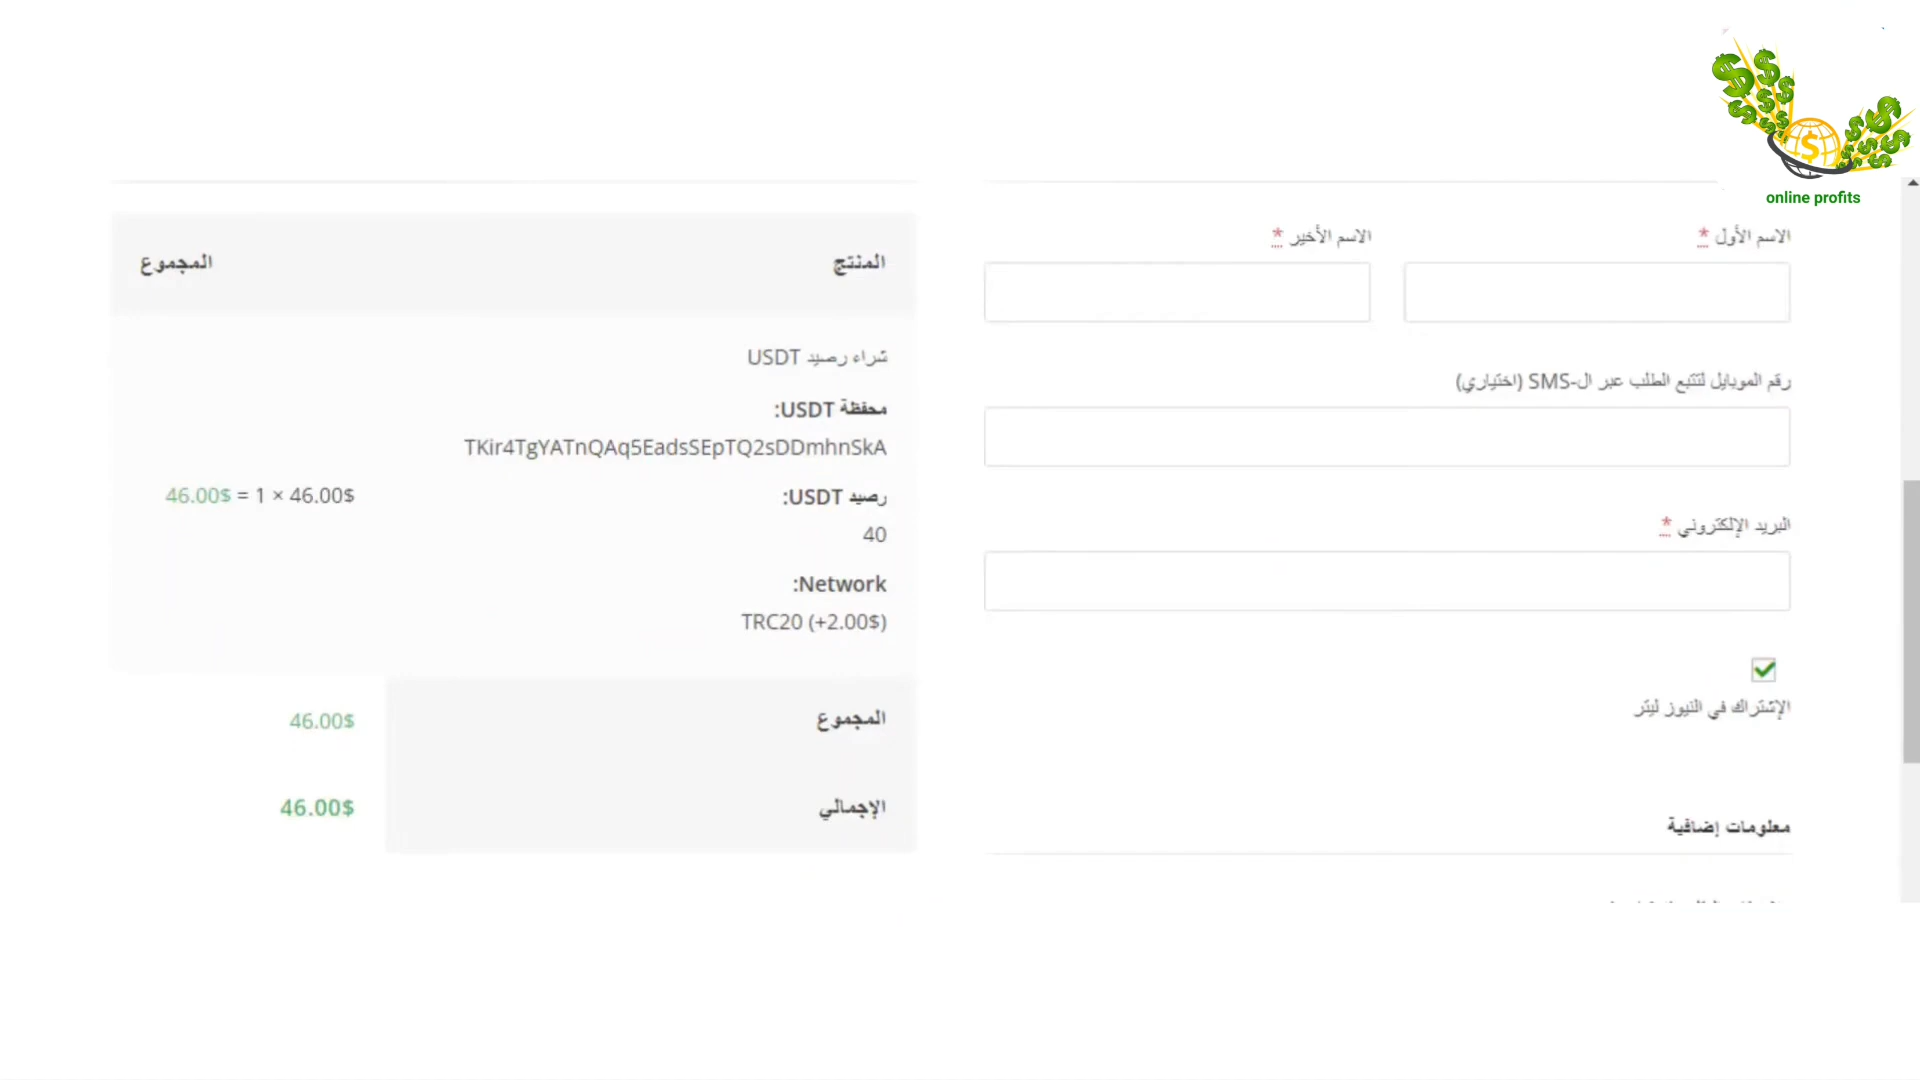 online profits
الاسم الأول *
الاسم الأخير *
رقم الموبايل لتتبع الطلب عبر ال-SMS (اختياري)
البريد الإلكتروني *
الإشتراك في النيوز ليتر
معلومات إضافية
المنتج المجموع
شراء رصيد USDT
محفظة USDT:
TKir4TgYATnQAq5EadsSEpTQ2sDDmhnSkA
رصيد USDT:
40
Network:
TRC20 (+2.00$)
46.00$ × 1 = 46.00$
المجموع 46.00$
الإجمالي 46.00$